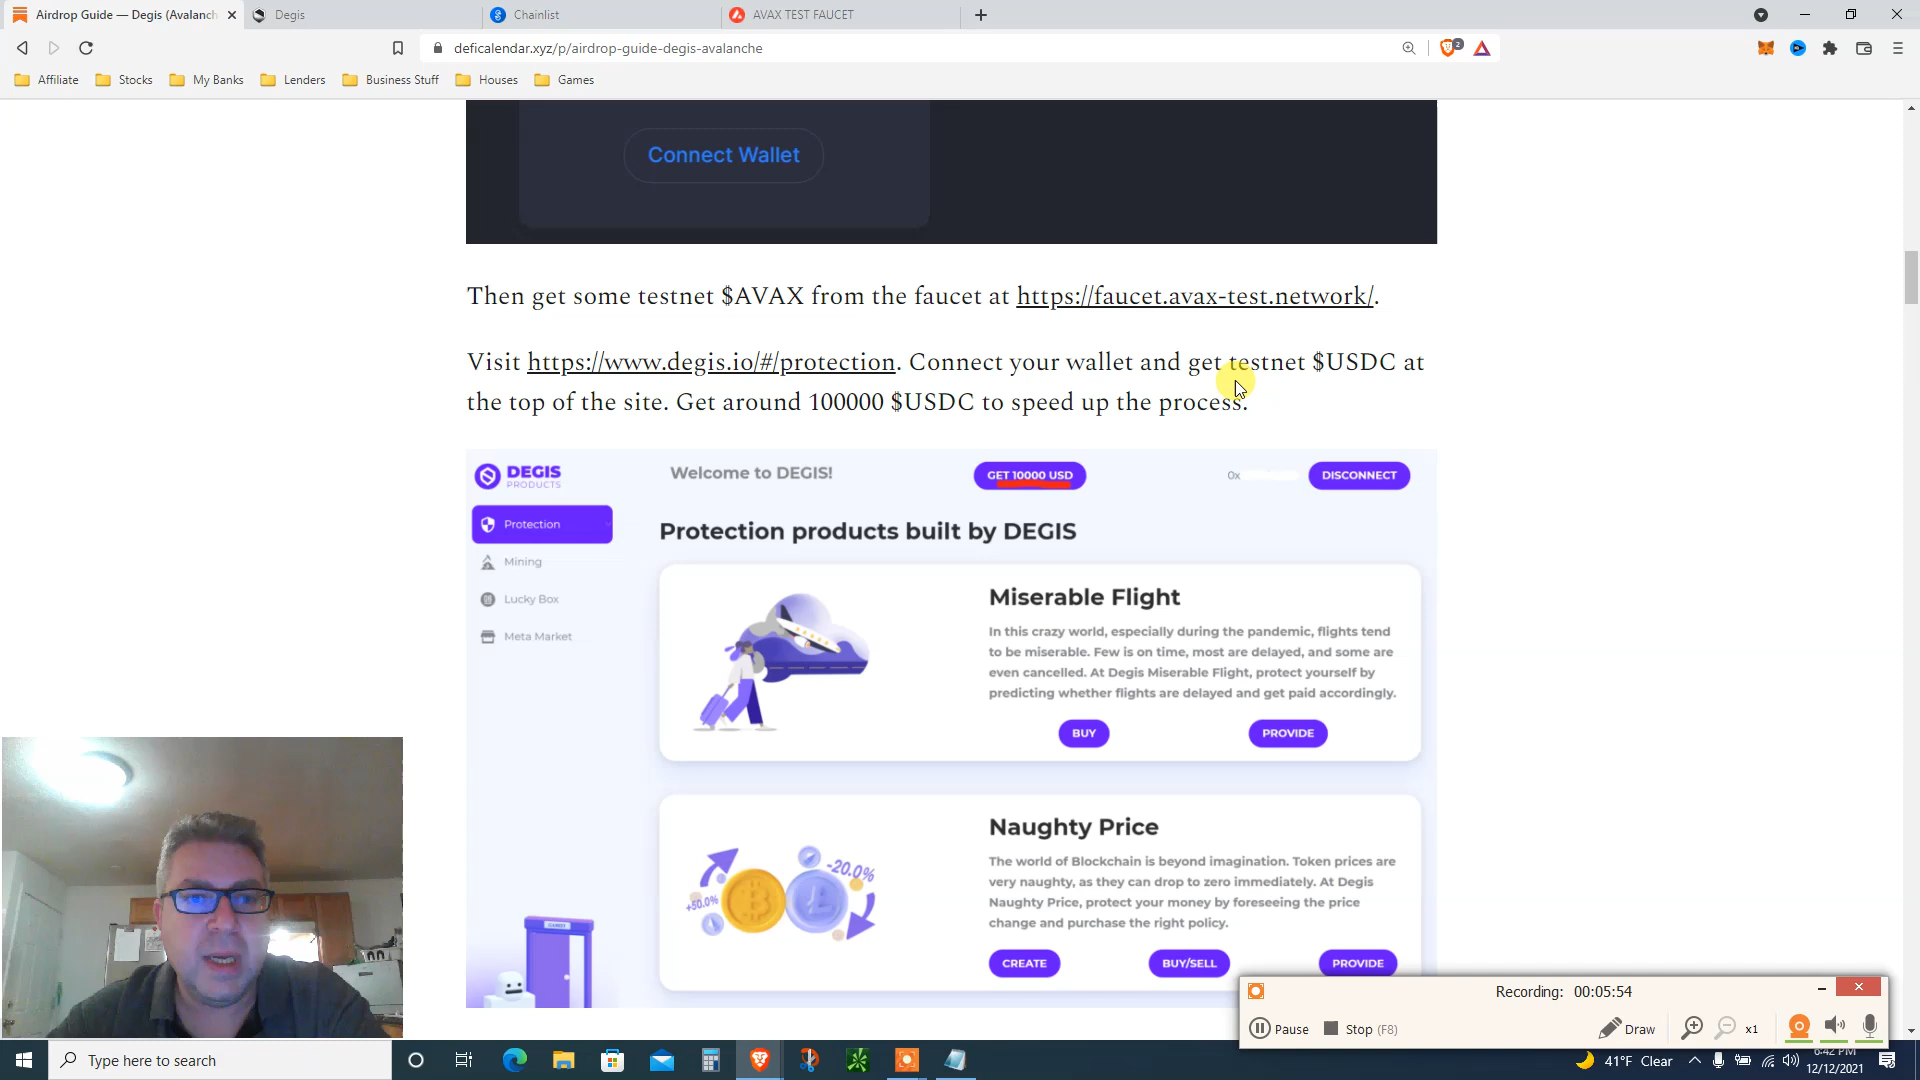 Airdrop Guide — Degis (Avalanch
Degis
Chainlist
AVAX TEST FAUCET
deficalendar.xyz/p/airdrop-guide-degis-avalanche
2
Affiliate
Stocks
My Banks
Lenders
Business Stuff
Houses
Games
Connect Wallet
Then get some testnet $AVAX from the faucet at https://faucet.avax-test.network/.
Visit https://www.degis.io/#/protection. Connect your wallet and get testnet $USDC at
the top of the site. Get around 100000 $USDC to speed up the process.
DEGIS
PRODUCTS
Welcome to DEGIS!
GET 10000 USD
0x
DISCONNECT
Protection
Mining
Lucky Box
Meta Market
Protection products built by DEGIS
Miserable Flight
In this crazy world, especially during the pandemic, flights tend
to be miserable. Few is on time, most are delayed, and some are
even cancelled. At Degis Miserable Flight, protect yourself by
predicting whether flights are delayed and get paid accordingly.
BUY
PROVIDE
Naughty Price
The world of Blockchain is beyond imagination. Token prices are
very naughty, as they can drop to zero immediately. At Degis
Naughty Price, protect your money by foreseeing the price
change and purchase the right policy.
CREATE
BUY/SELL
PROVIDE
+50.0%
-20.0%
Recording: 00:05:54
Pause
Stop (F8)
Draw
x1
Type here to search
41°F Clear
6:42 PM
12/12/2021